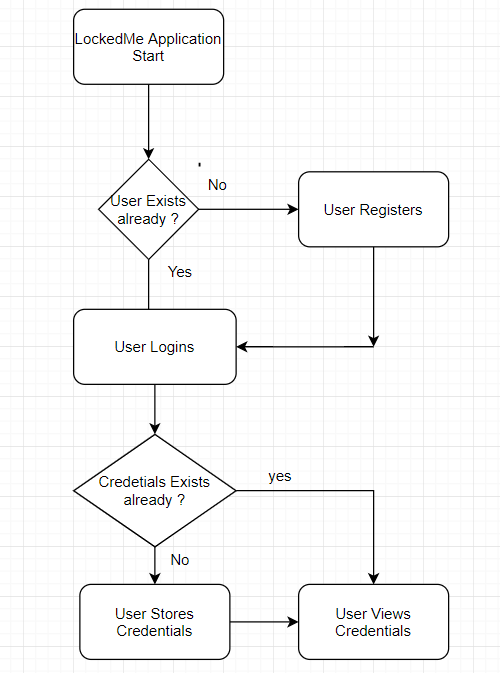 LockedMe Application
Start
User Exists
already ?
No
User Registers
Yes
User Logins
Credetials Exists
already ?
yes
No
User Stores
Credentials
User Views
Credentials